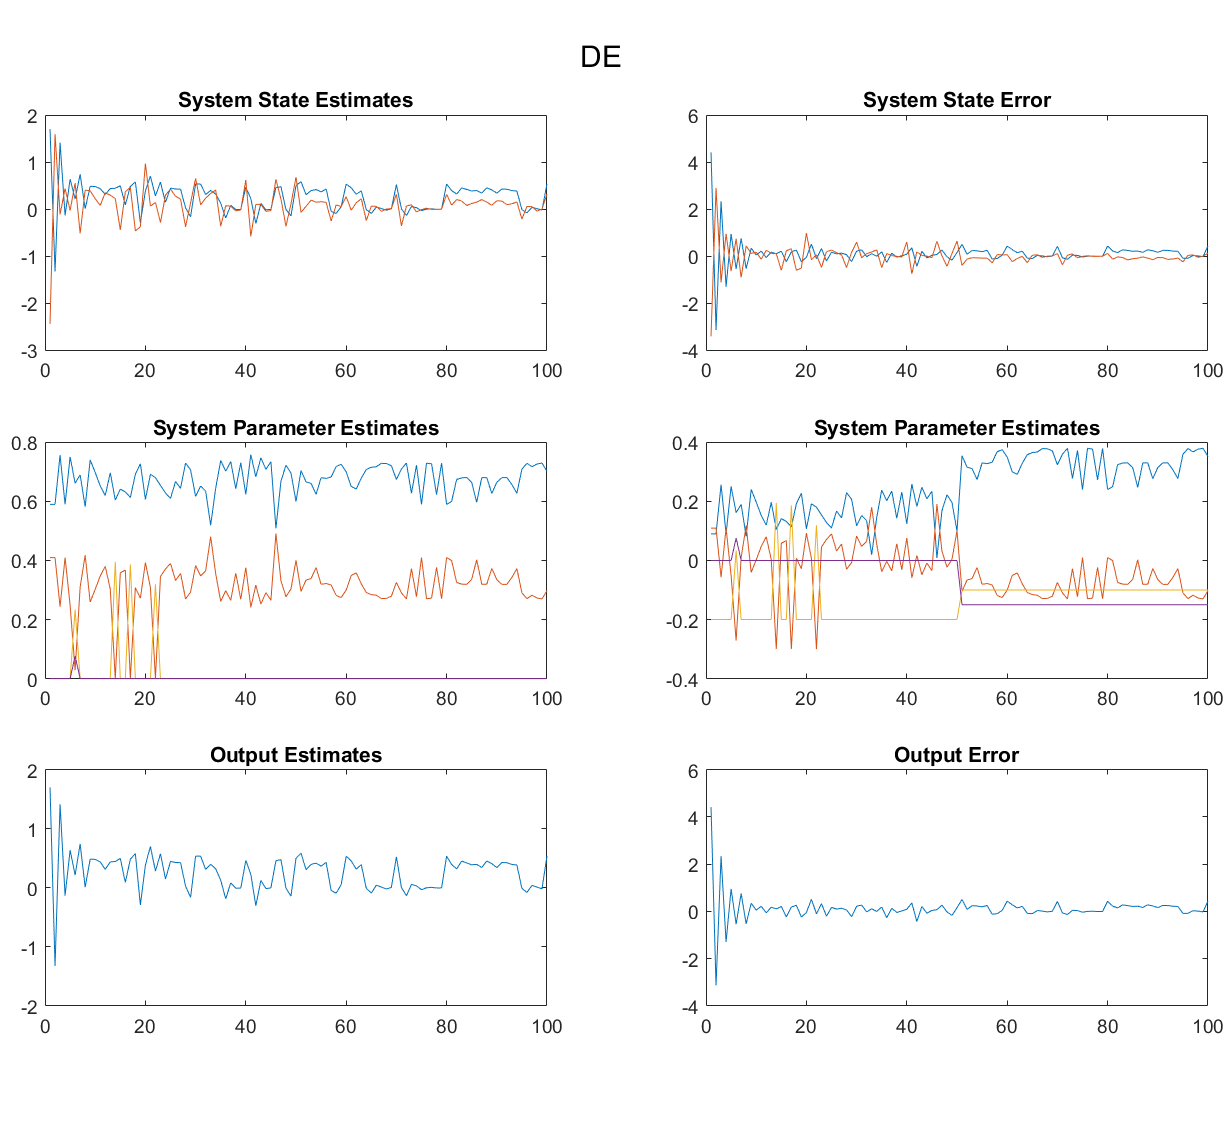 DE
System State Estimates
2
1
0
-1
-2
-3
0 20 40 60 80 100
System State Error
6
4
2
0
-2
-4
0 20 40 60 80 100
System Parameter Estimates
0.8
0.6
0.4
0.2
0
0 20 40 60 80 100
System Parameter Estimates
0.4
0.2
0
-0.2
-0.4
0 20 40 60 80 100
Output Estimates
2
1
0
-1
-2
0 20 40 60 80 100
Output Error
6
4
2
0
-2
-4
0 20 40 60 80 100